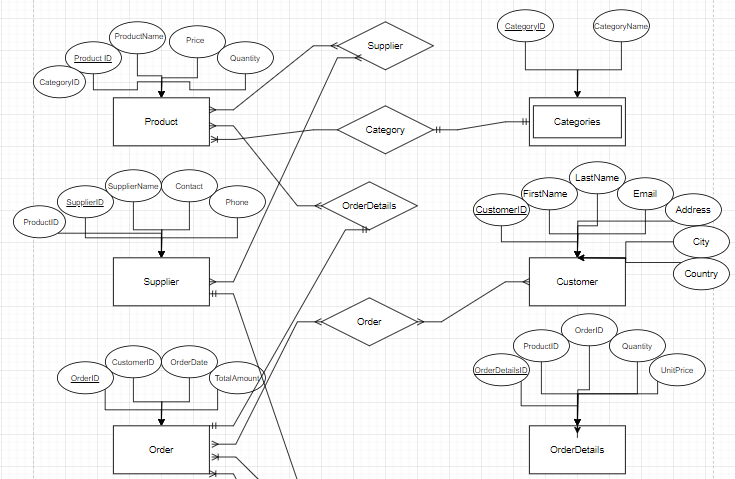 ProductName
Price
Product ID
Quantity
CategoryID
Product
Supplier
Category
CategoryID
CategoryName
Categories
SupplierName
Contact
SupplierID
Phone
ProductID
Supplier
OrderDetails
LastName
FirstName
Email
CustomerID
Address
City
Country
Customer
Order
CustomerID
OrderDate
OrderID
TotalAmount
Order
OrderID
ProductID
Quantity
OrderDetailsID
UnitPrice
OrderDetails